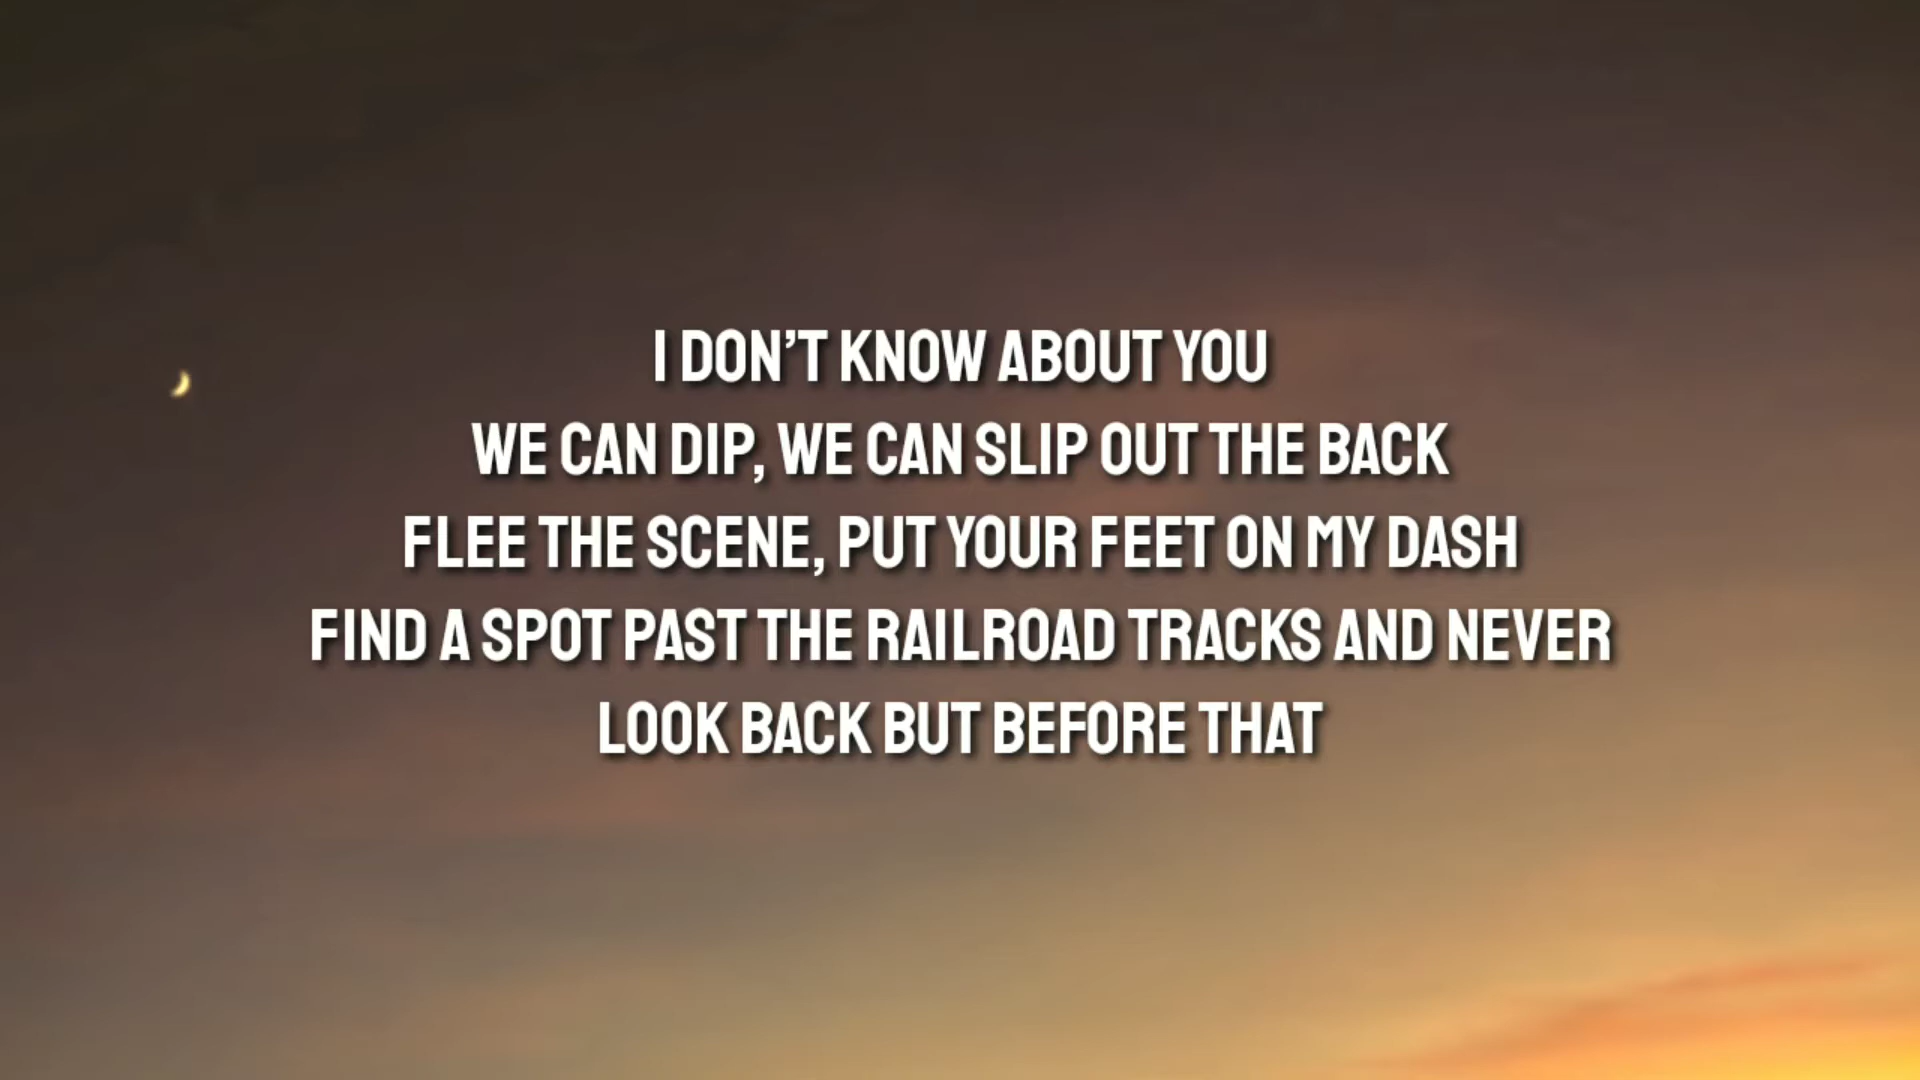 I DON’T KNOW ABOUT YOU
WE CAN DIP, WE CAN SLIP OUT THE BACK
FLEE THE SCENE, PUT YOUR FEET ON MY DASH
FIND A SPOT PAST THE RAILROAD TRACKS AND NEVER
LOOK BACK BUT BEFORE THAT